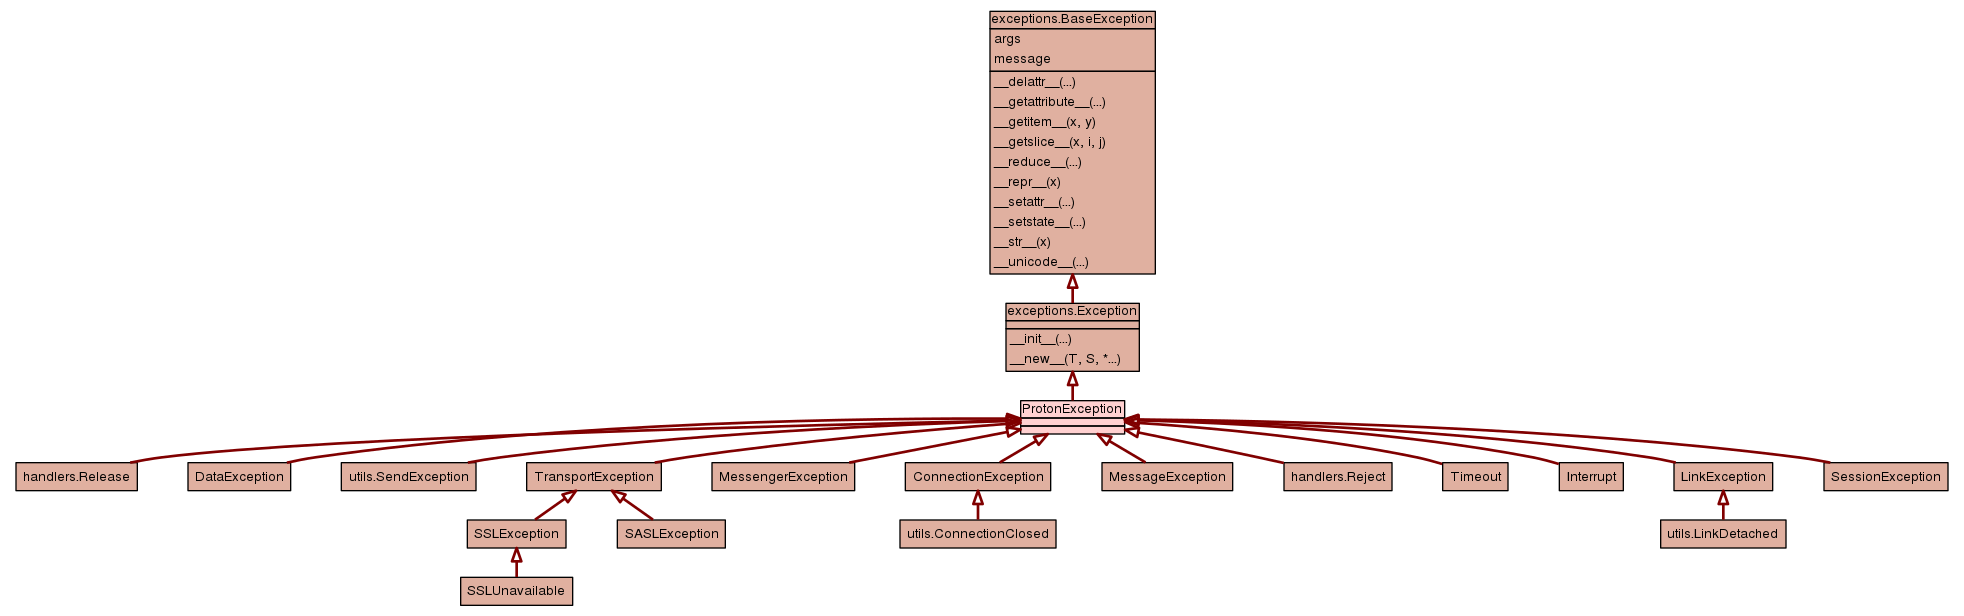 exceptions.BaseException
args
message
__delattr__(...)
__getattribute__(...)
__getitem__(x, y)
__getslice__(x, i, j)
__reduce__(...)
__repr__(x)
__setattr__(...)
__setstate__(...)
__str__(x)
__unicode__(...)
exceptions.Exception
__init__(...)
__new__(T, S, *...)
ProtonException
handlers.Release
DataException
utils.SendException
TransportException
MessengerException
ConnectionException
MessageException
handlers.Reject
Timeout
Interrupt
LinkException
SessionException
SSLException
SASLException
utils.ConnectionClosed
utils.LinkDetached
SSLUnavailable